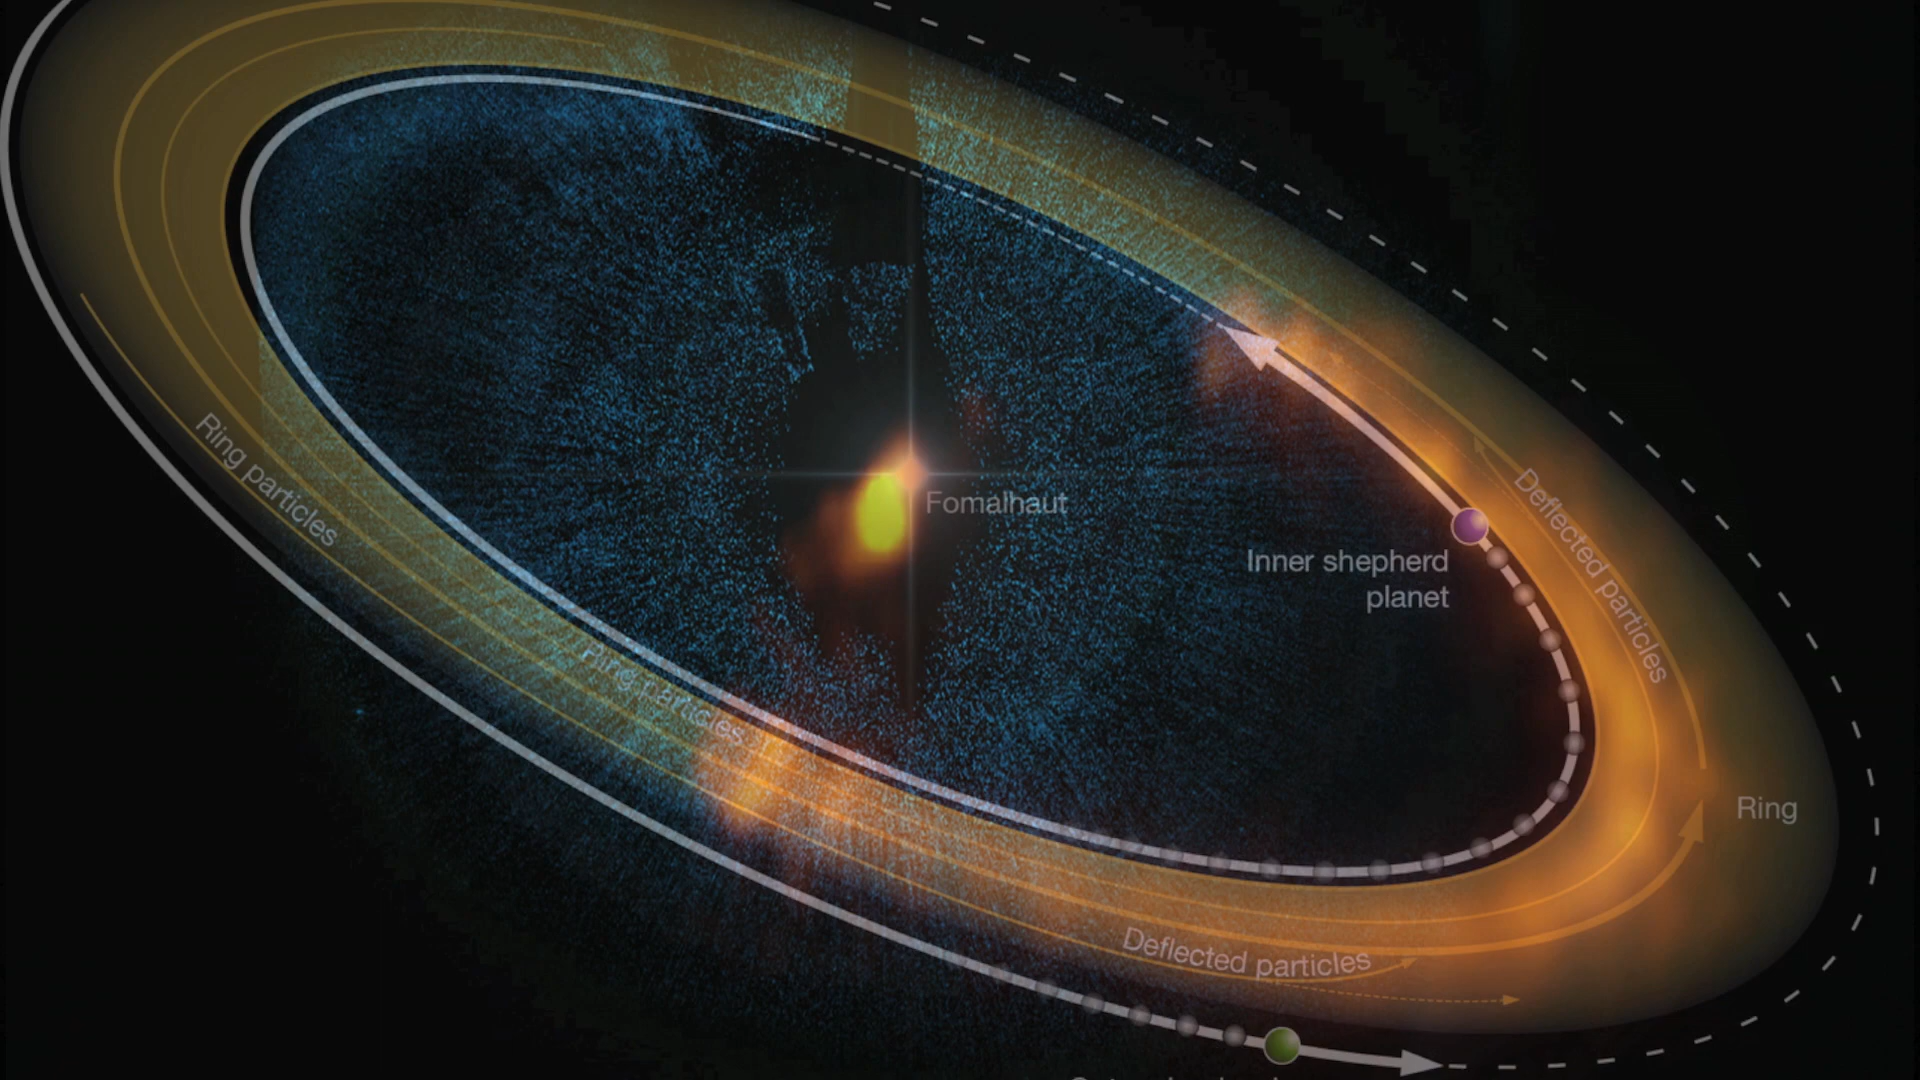 Ring particles
Fomalhaut
Deflected particles
Inner shepherd
planet
Ring particles
Ring
Deflected particles